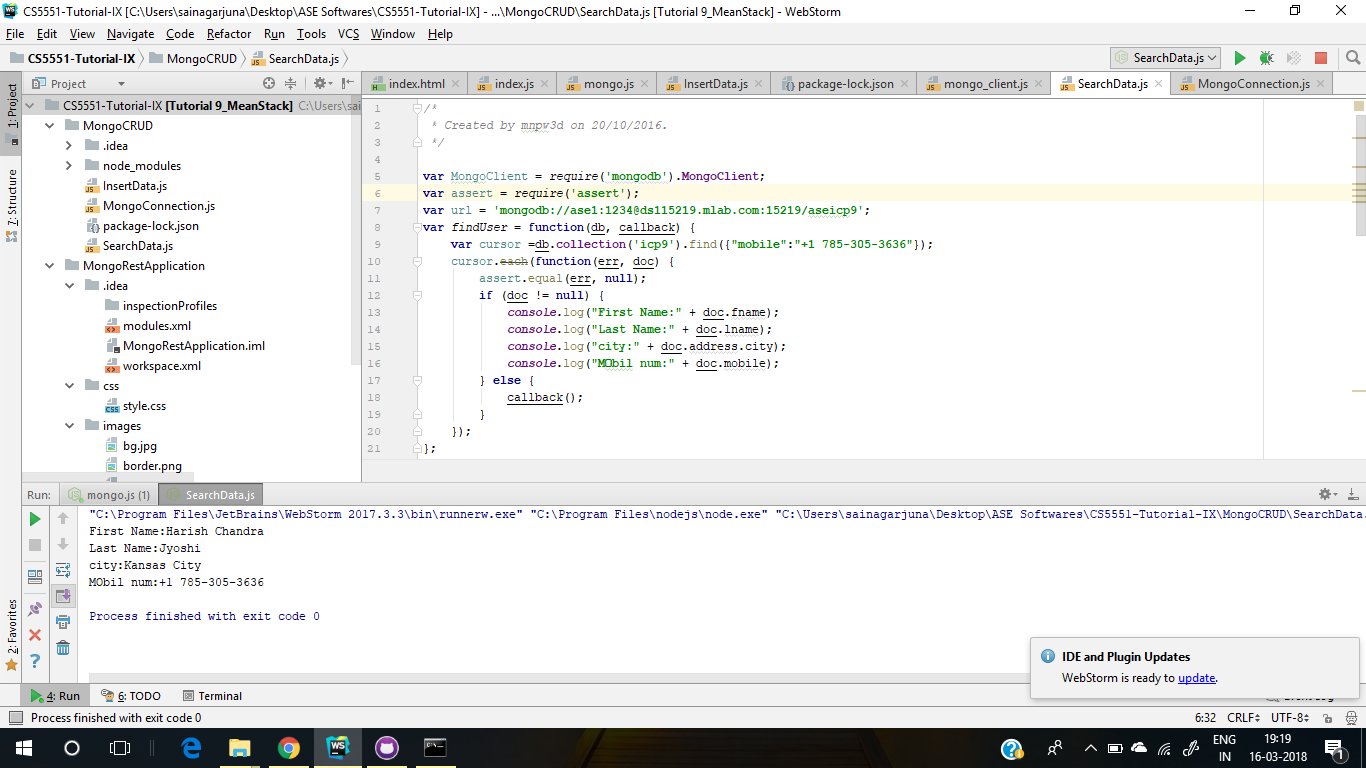 CS5551-Tutorial-IX [C:\Users\sainagarjuna\Desktop\ASE Softwares\CS5551-Tutorial-IX] - ...\MongoCRUD\SearchData.js [Tutorial 9_MeanStack] - WebStorm
File Edit View Navigate Code Refactor Run Tools VCS Window Help
CS5551-Tutorial-IX MongoCRUD SearchData.js SearchData.js
Project index.html index.js mongo.js InsertData.js package-lock.json mongo_client.js SearchData.js MongoConnection.js
1: Project
7: Structure
2: Favorites
CS5551-Tutorial-IX [Tutorial 9_MeanStack] C:\Users\sai
MongoCRUD
.idea
node_modules
InsertData.js
MongoConnection.js
package-lock.json
SearchData.js
MongoRestApplication
.idea
inspectionProfiles
modules.xml
MongoRestApplication.iml
workspace.xml
css
style.css
images
bg.jpg
border.png
1 /*
2 * Created by mnpv3d on 20/10/2016.
3 */
4
5 var MongoClient = require('mongodb').MongoClient;
6 var assert = require('assert');
7 var url = 'mongodb://ase1:1234@ds115219.mlab.com:15219/aseicp9';
8 var findUser = function(db, callback) {
9 var cursor =db.collection('icp9').find({"mobile":"+1 785-305-3636"});
10 cursor.each(function(err, doc) {
11 assert.equal(err, null);
12 if (doc != null) {
13 console.log("First Name:" + doc.fname);
14 console.log("Last Name:" + doc.lname);
15 console.log("city:" + doc.address.city);
16 console.log("MObil num:" + doc.mobile);
17 } else {
18 callback();
19 }
20 });
21 };
Run: mongo.js (1) SearchData.js
"C:\Program Files\JetBrains\WebStorm 2017.3.3\bin\runnerw.exe" "C:\Program Files\nodejs\node.exe" "C:\Users\sainagarjuna\Desktop\ASE Softwares\CS5551-Tutorial-IX\MongoCRUD\SearchData.
First Name:Harish Chandra
Last Name:Jyoshi
city:Kansas City
MObil num:+1 785-305-3636
Process finished with exit code 0
IDE and Plugin Updates
WebStorm is ready to update.
4: Run 6: TODO Terminal
Process finished with exit code 0 6:32 CRLF UTF-8
ENG 19:19
IN 16-03-2018 1